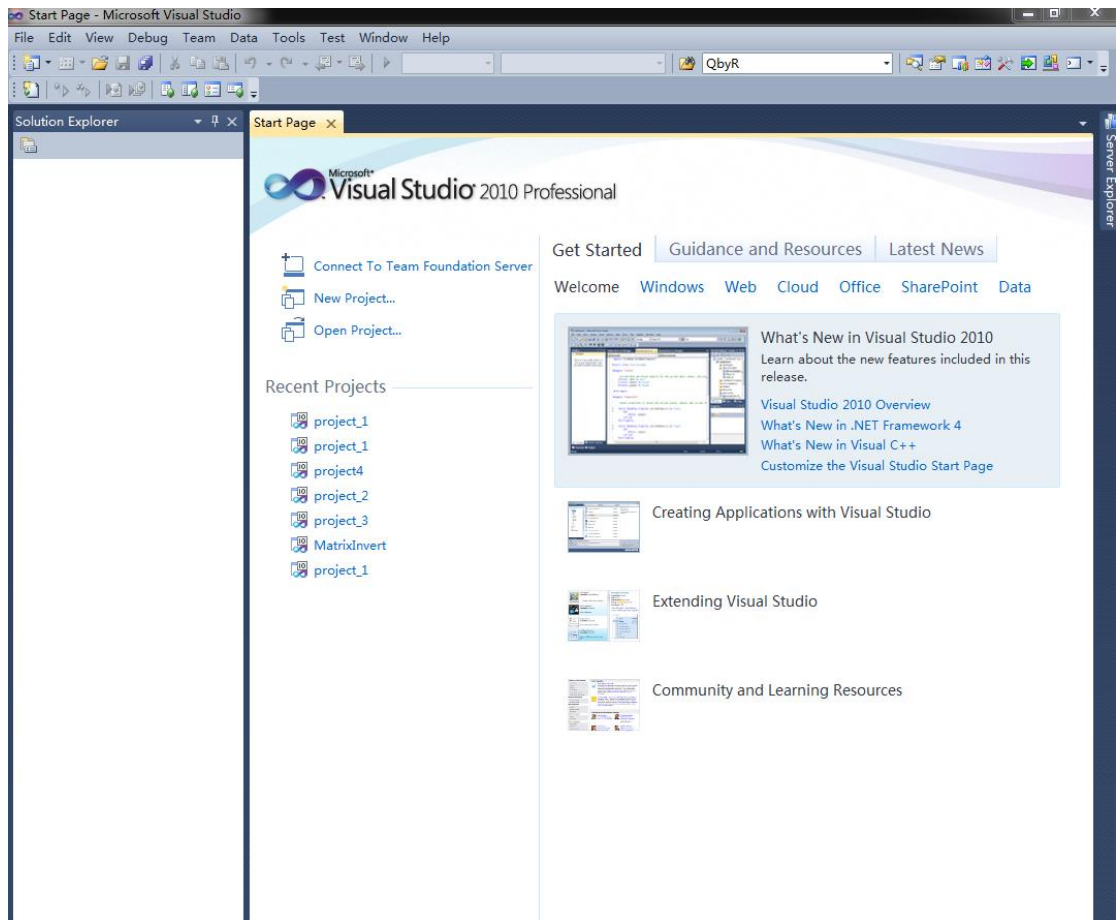 Start Page - Microsoft Visual Studio
File Edit View Debug Team Data Tools Test Window Help
QbyR
Solution Explorer
Start Page
Server Explorer
Microsoft®
Visual Studio® 2010 Professional
Connect To Team Foundation Server
New Project...
Open Project...
Recent Projects
project_1
project_1
project4
project_2
project_3
MatrixInvert
project_1
Get Started Guidance and Resources Latest News
Welcome Windows Web Cloud Office SharePoint Data
What's New in Visual Studio 2010
Learn about the new features included in this
release.
Visual Studio 2010 Overview
What's New in .NET Framework 4
What's New in Visual C++
Customize the Visual Studio Start Page
Creating Applications with Visual Studio
Extending Visual Studio
Community and Learning Resources